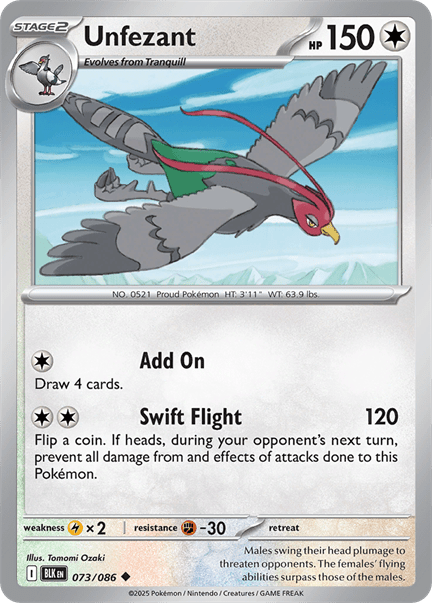 STAGE2
Unfezant
HP 150
Evolves from Tranquill
NO. 0521 Proud Pokémon HT: 3'11" WT: 63.9 lbs.
Add On
Draw 4 cards.
Swift Flight 120
Flip a coin. If heads, during your opponent's next turn,
prevent all damage from and effects of attacks done to this
Pokémon.
weakness ×2 resistance -30 retreat
Illus. Tomomi Ozaki
Males swing their head plumage to
threaten opponents. The females' flying
abilities surpass those of the males.
I BLK EN 073/086
©2025 Pokémon / Nintendo / Creatures / GAME FREAK